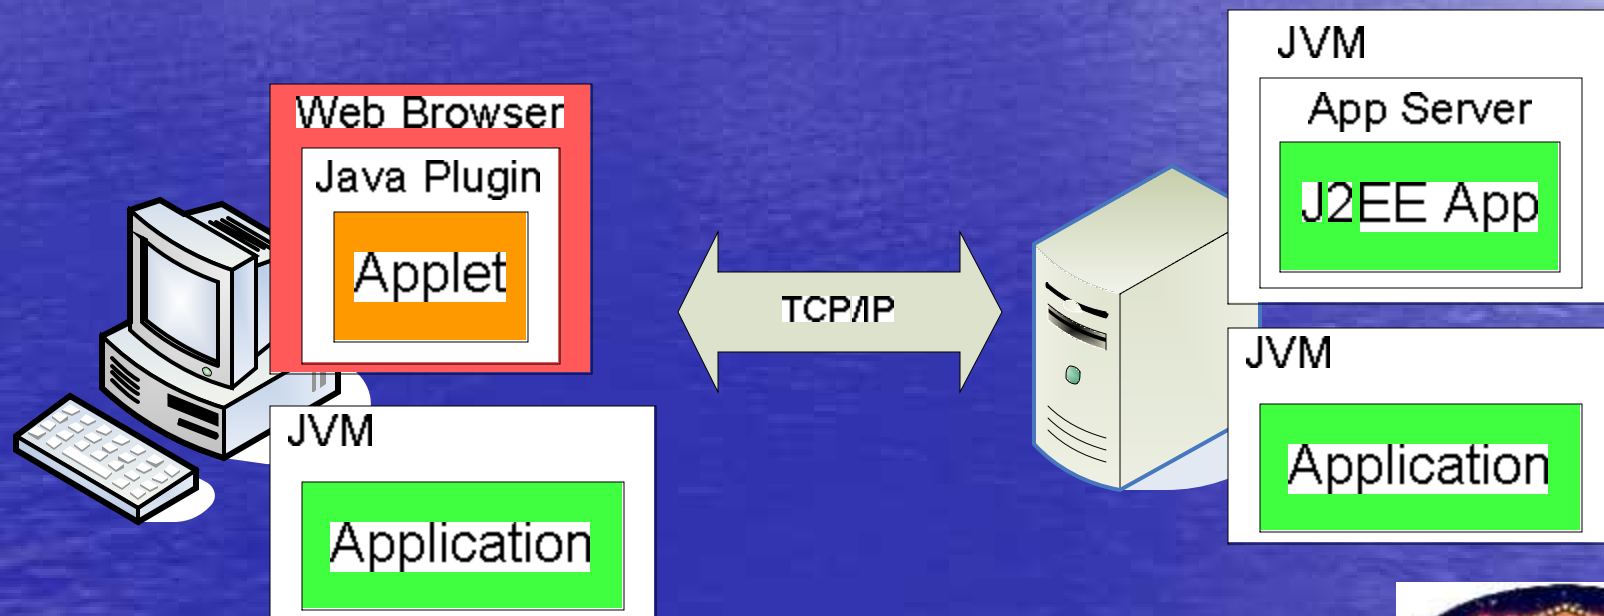 Web Browser
Java Plugin
Applet
JVM
Application
TCP/IP
JVM
App Server
J2EE App
JVM
Application